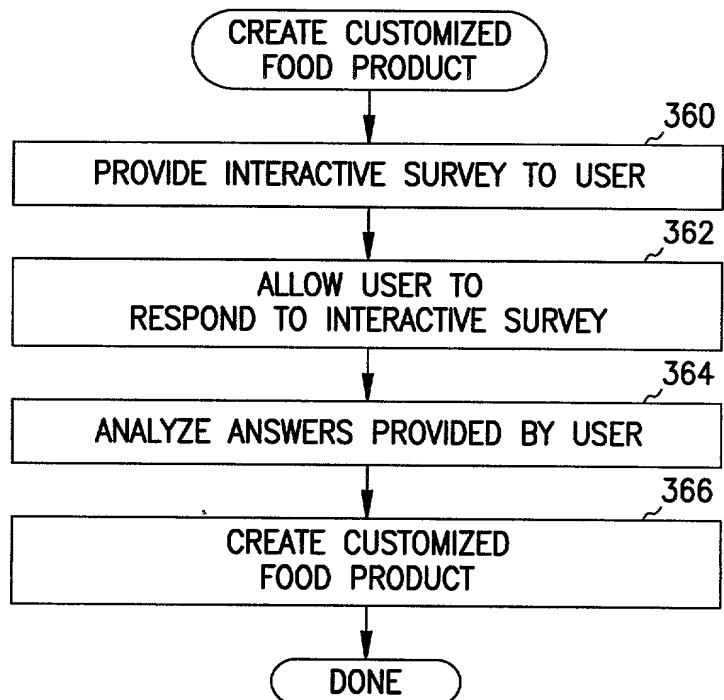 CREATE CUSTOMIZED
FOOD PRODUCT
360
PROVIDE INTERACTIVE SURVEY TO USER
362
ALLOW USER TO
RESPOND TO INTERACTIVE SURVEY
364
ANALYZE ANSWERS PROVIDED BY USER
366
CREATE CUSTOMIZED
FOOD PRODUCT
DONE